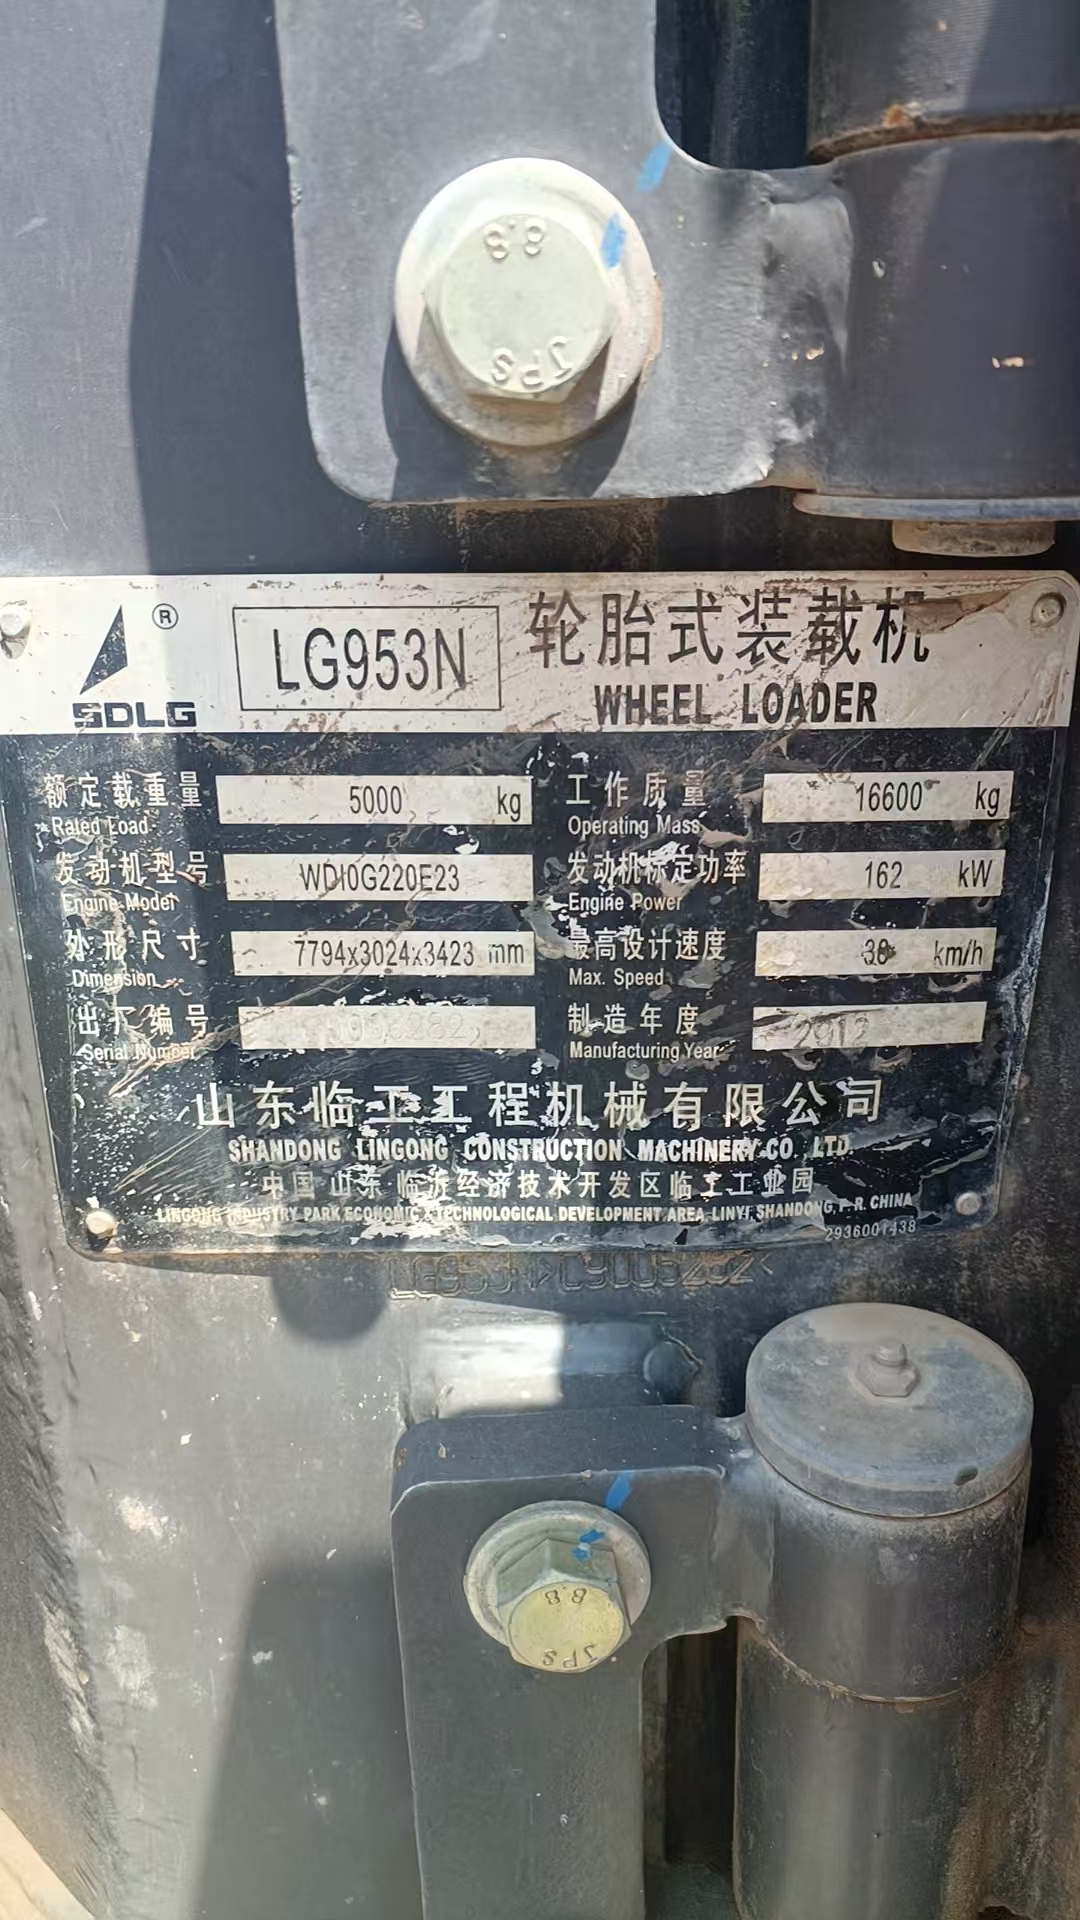 8.8
JPS
®
SDLG
LG953N
轮胎式装载机
WHEEL LOADER
额定载重量 5000 kg
Rated Load
工作质量 16600 kg
Operating Mass
发动机型号 WD10G220E23
Engine Model
发动机标定功率 162 kW
Engine Power
外形尺寸 7794x3024x3423 mm
Dimension
最高设计速度 38 km/h
Max. Speed
出厂编号
Serial Number
制造年度 2012
Manufacturing Year
山东临工工程机械有限公司
SHANDONG LINGONG CONSTRUCTION MACHINERY CO., LTD.
中国 山东 临沂经济技术开发区临工工业园
LINGONG INDUSTRY PARK ECONOMIC & TECHNOLOGICAL DEVELOPMENT AREA LINYI, SHANDONG, P. R. CHINA
2936001438
8.8
JPS